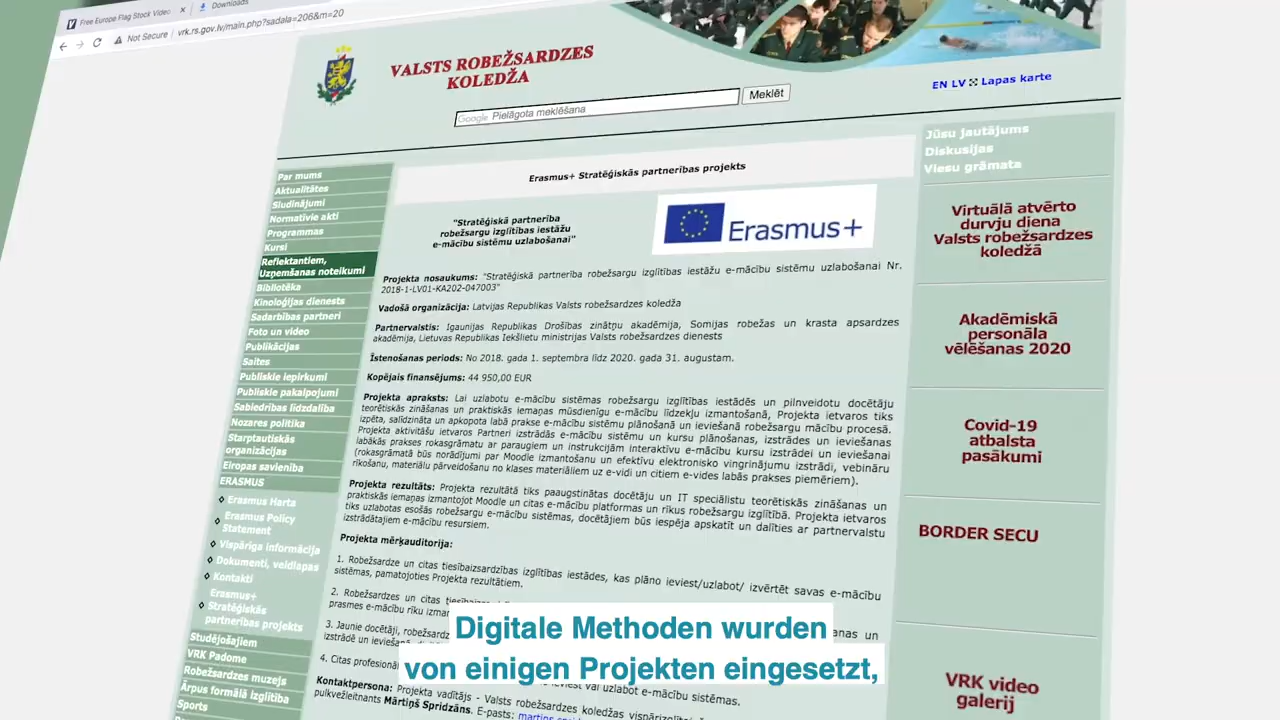 Free Europe Flag Stock Video
Downloads
Not Secure
vrk.rs.gov.lv/main.php?sadala=206&m=20
VALSTS ROBEŽSARDZES
KOLEDŽA
Google Pielāgota meklēšana
Meklēt
EN LV Lapas karte
Par mums
Aktualitātes
Sludinājumi
Normatīvie akti
Programmas
Kursi
Reflektantiem,
Uzņemšanas noteikumi
Bibliotēka
Kinoloģijas dienests
Sadarbības partneri
Foto un video
Publikācijas
Saites
Publiskie iepirkumi
Publiskie pakalpojumi
Sabiedrības līdzdalība
Nozares politika
Starptautiskās
organizācijas
Eiropas savienība
ERASMUS
Erasmus Harta
Erasmus Policy
Statement
Vispārīga informācija
Dokumenti, veidlapas
Kontakti
Erasmus+
Stratēģiskās
partnerības projekts
Studējošajiem
VRK Padome
Robežsardzes muzejs
Ārpus formālā izglītība
Sports
Erasmus+ Stratēģiskās partnerības projekts
"Stratēģiskā partnerība
robežsargu izglītības iestāžu
e-mācību sistēmu uzlabošanai"
Erasmus+
Projekta nosaukums: "Stratēģiskā partnerība robežsargu izglītības iestāžu e-mācību sistēmu uzlabošanai Nr.
2018-1-LV01-KA202-047003"
Vadošā organizācija: Latvijas Republikas Valsts robežsardzes koledža
Partnervalstis: Igaunijas Republikas Drošības zinātņu akadēmija, Somijas robežas un krasta apsardzes
akadēmija, Lietuvas Republikas Iekšlietu ministrijas Valsts robežsardzes dienests
Īstenošanas periods: No 2018. gada 1. septembra līdz 2020. gada 31. augustam.
Kopējais finansējums: 44 950,00 EUR
Projekta apraksts: Lai uzlabotu e-mācību sistēmas robežsargu izglītības iestādēs un pilnveidotu docētāju
teorētiskās zināšanas un praktiskās iemaņas mūsdienīgu e-mācību līdzekļu izmantošanā, Projekta ietvaros tiks
izpēta, salīdzināta un apkopota labā prakse e-mācību sistēmu plānošanā un ieviešanā robežsargu mācību procesā.
Projekta aktivitāšu ietvaros Partneri izstrādās e-mācību sistēmu un kursu plānošanas, izstrādes un ieviešanas
labākās prakses rokasgrāmatu ar paraugiem un instrukcijām interaktīvu e-mācību kursu izstrādei un ieviešanai
(rokasgrāmatā būs norādījumi par Moodle izmantošanu un efektīvu elektronisko vingrinājumu izstrādi, vebināru
rīkošanu, materiālu pārveidošanu no klases materiāliem uz e-vidi un citiem e-vides labās prakses piemēriem).
Projekta rezultāts: Projekta rezultātā tiks paaugstinātas docētāju un IT speciālistu teorētiskās zināšanas un
praktiskās iemaņas izmantojot Moodle un citas e-mācību platformas un rīkus robežsargu izglītībā. Projekta ietvaros
tiks uzlabotas esošās robežsargu e-mācību sistēmās, docētājiem būs iespēja apskatīt un dalīties ar partnervalstu
izstrādātajiem e-mācību resursiem.
Projekta mērķauditorija:
1. Robežsardze un citas tiesībaizsardzības izglītības iestādes, kas plāno ieviest/uzlabot/ izvērtēt savas e-mācību
sistēmas, pamatojoties Projekta rezultātiem.
2. Robežsardzes un citas
prasmes e-mācību rīku
3. Jaunie docētāji,
anas un
izstrādē un
4. Citas
ieviest vai uzlabot e-mācību sistēmas.
Kontaktpersona: Projekta vadītājs - Valsts robežsardzes koledžas
pulkvežleitnants Mārtiņš Spridzāns. E-pasts:
Jūsu jautājums
Diskusijas
Viesu grāmata
Virtuālā atvērto
durvju diena
Valsts robežsardzes
koledžā
Akadēmiskā
personāla
vēlēšanas 2020
Covid-19
atbalsta
pasākumi
BORDER SECU
VRK video
galerij
Digitale Methoden wurden
von einigen Projekten eingesetzt,